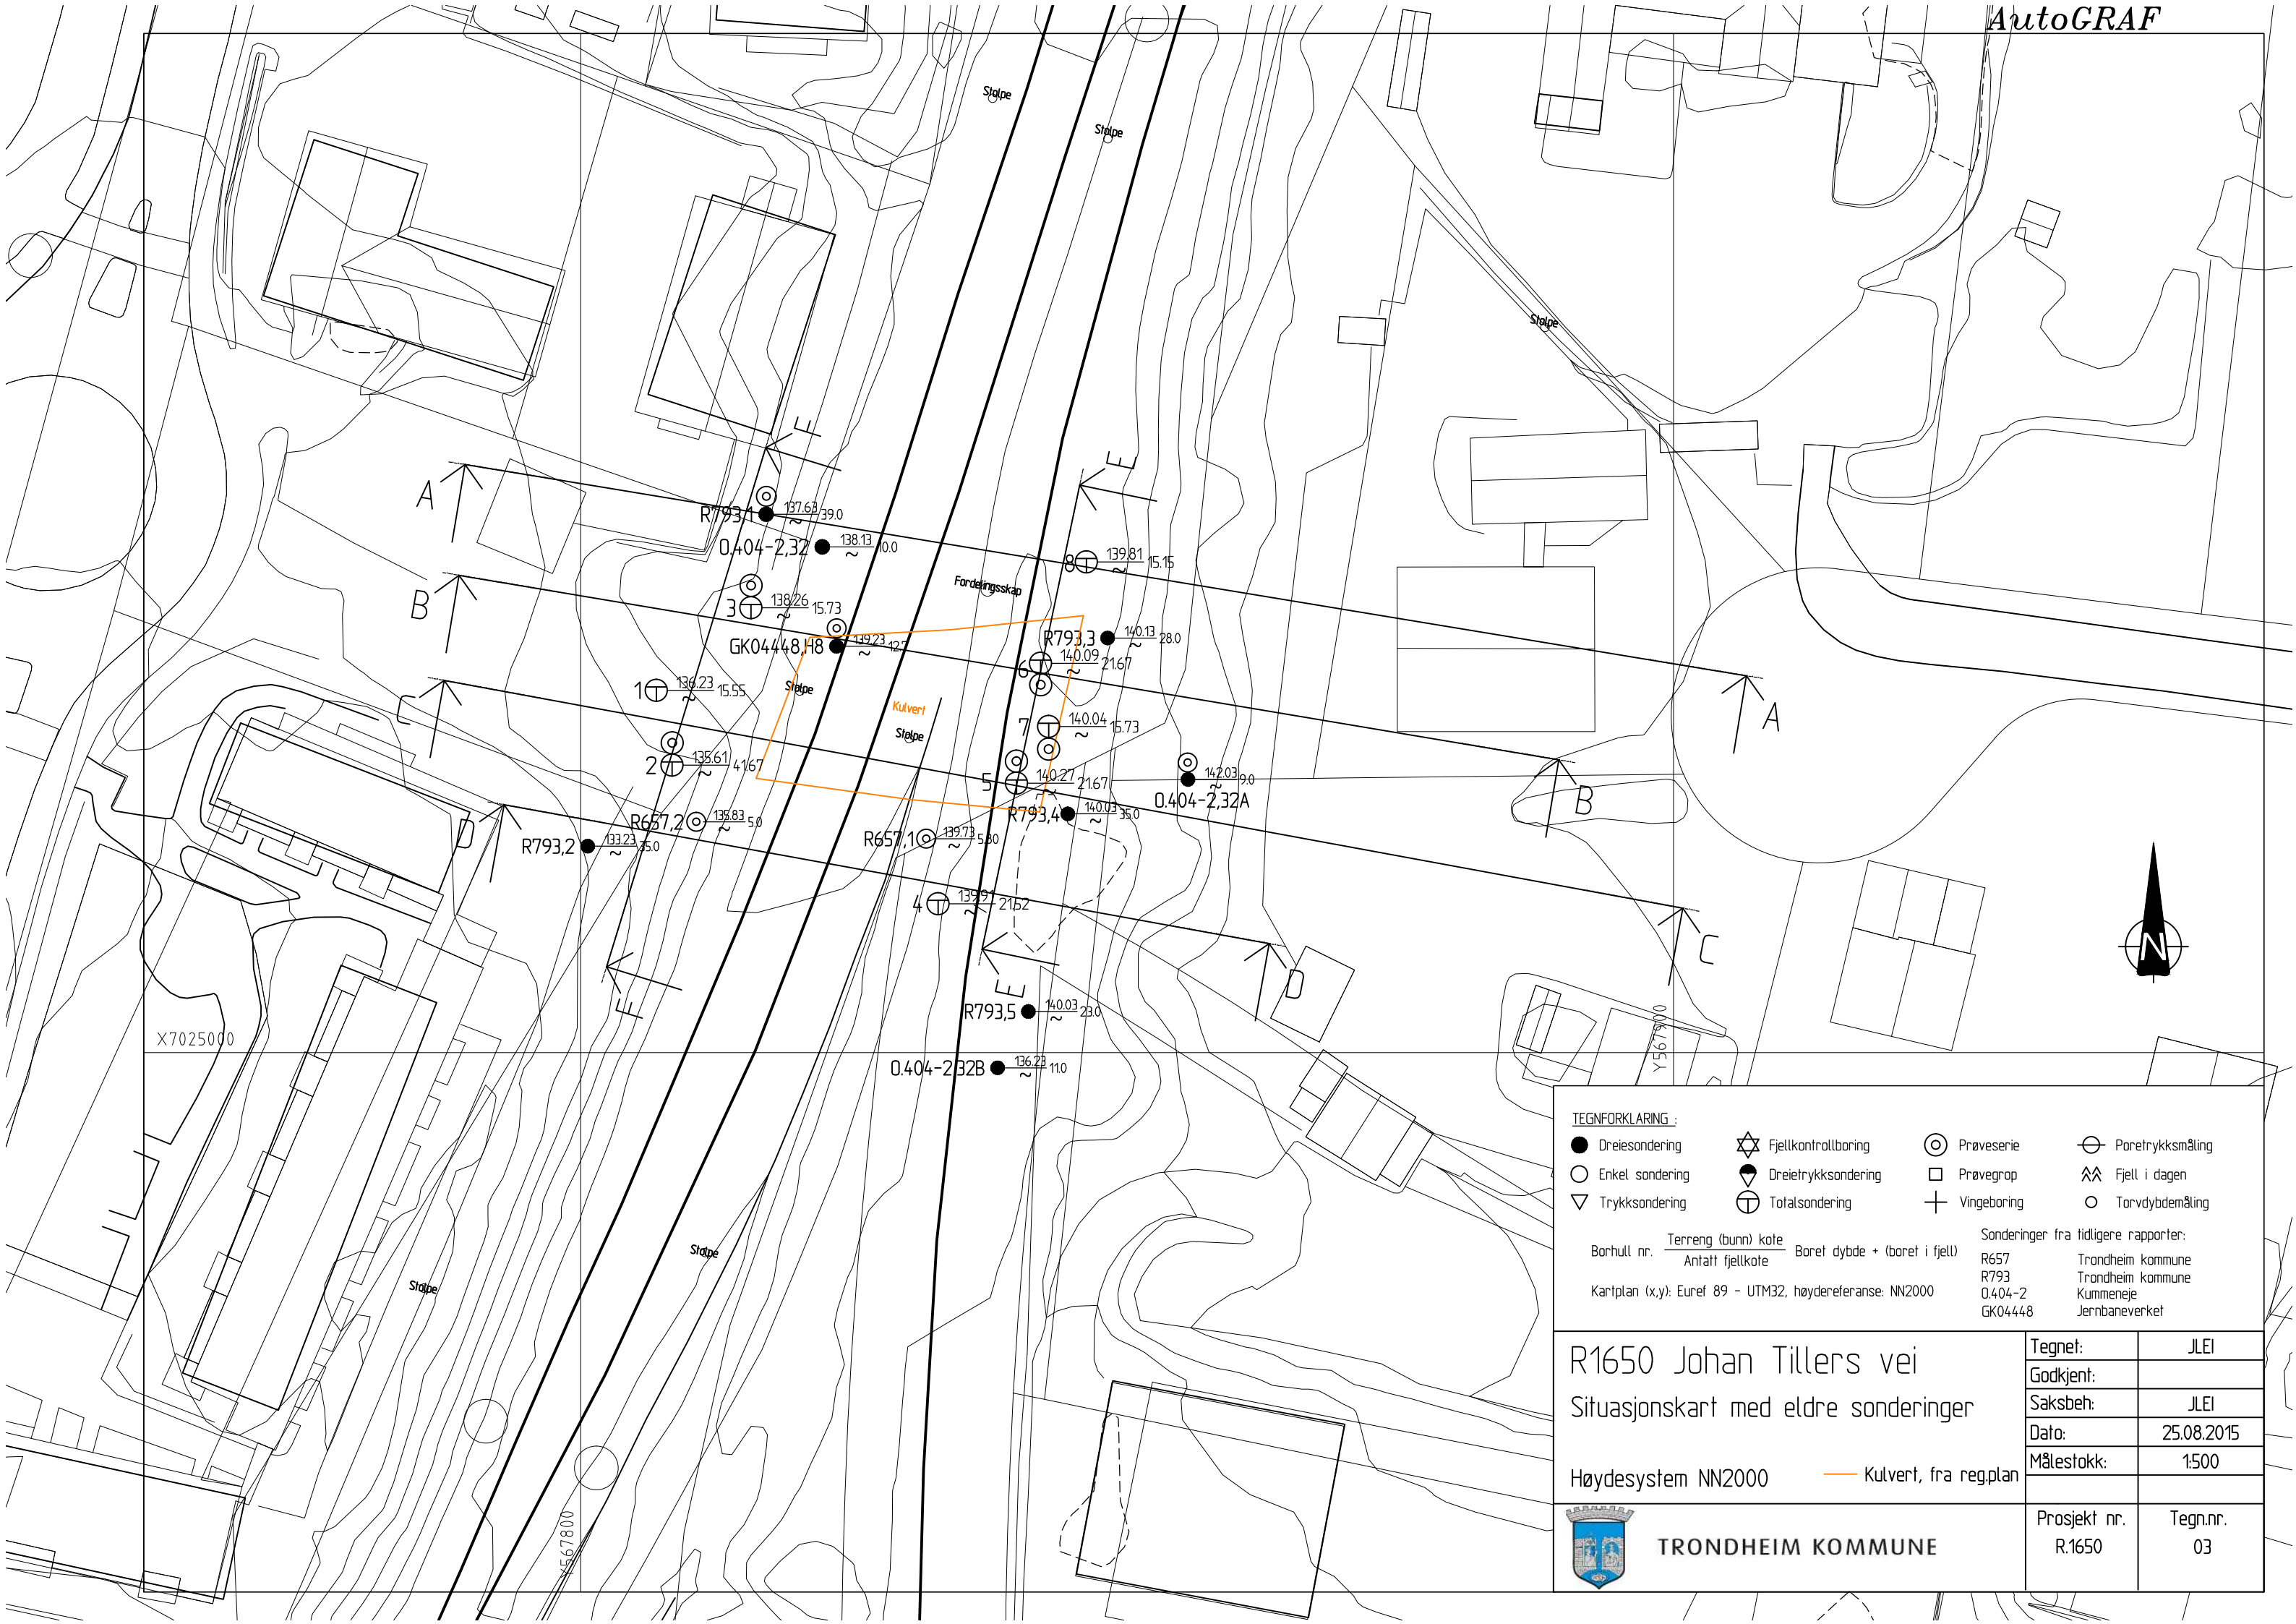 AutoGRAF
Stolpe
Stolpe
Stolpe
F
E
A
R793,1 137.63 ~ 39.0
0.404-2,32 138.13 ~ 10.0
8 139.81 ~ 15.15
B
Fordelingsskap
3 138.26 ~ 15.73
GK04448,H8 139.23 ~
R793,3 140.13 ~ 28.0
6 140.09 ~ 21.67
1 136.23 ~ 15.55
Stolpe
C
Kulvert
Stolpe
7 140.04 ~ 15.73
A
2 135.61 ~ 41.67
5 140.27 ~ 21.67
142.03 ~ 9.0
0.404-2,32A
B
R657,2 135.83 ~ 5.0
R793,4 140.03 ~ 35.0
D
R793,2 133.23 ~ 35.0
R657,1 139.73 ~ 5.80
4 139.91 ~ 21.52
C
N
D
E
F
R793,5 140.03 ~ 23.0
X7025000
Y567900
0.404-2,32B 136.23 ~ 11.0
Stolpe
Stolpe
Y567800
TEGNFORKLARING :
Dreiesondering Fjellkontrollboring Prøveserie Poretrykksmåling
Enkel sondering Dreietrykksondering Prøvegrop Fjell i dagen
Trykksondering Totalsondering Vingeboring Torvdybdemåling
Borhull nr. Terreng (bunn) kote Boret dybde + (boret i fjell)
Antatt fjellkote
Kartplan (x,y): Euref 89 - UTM32, høydereferanse: NN2000
Sonderinger fra tidligere rapporter:
R657 Trondheim kommune
R793 Trondheim kommune
0.404-2 Kummeneje
GK04448 Jernbaneverket
R1650 Johan Tillers vei
Situasjonskart med eldre sonderinger
Høydesystem NN2000 Kulvert, fra reg.plan
Tegnet: JLEI
Godkjent:
Saksbeh: JLEI
Dato: 25.08.2015
Målestokk: 1:500
TRONDHEIM KOMMUNE
Prosjekt nr. Tegn.nr.
R.1650 03